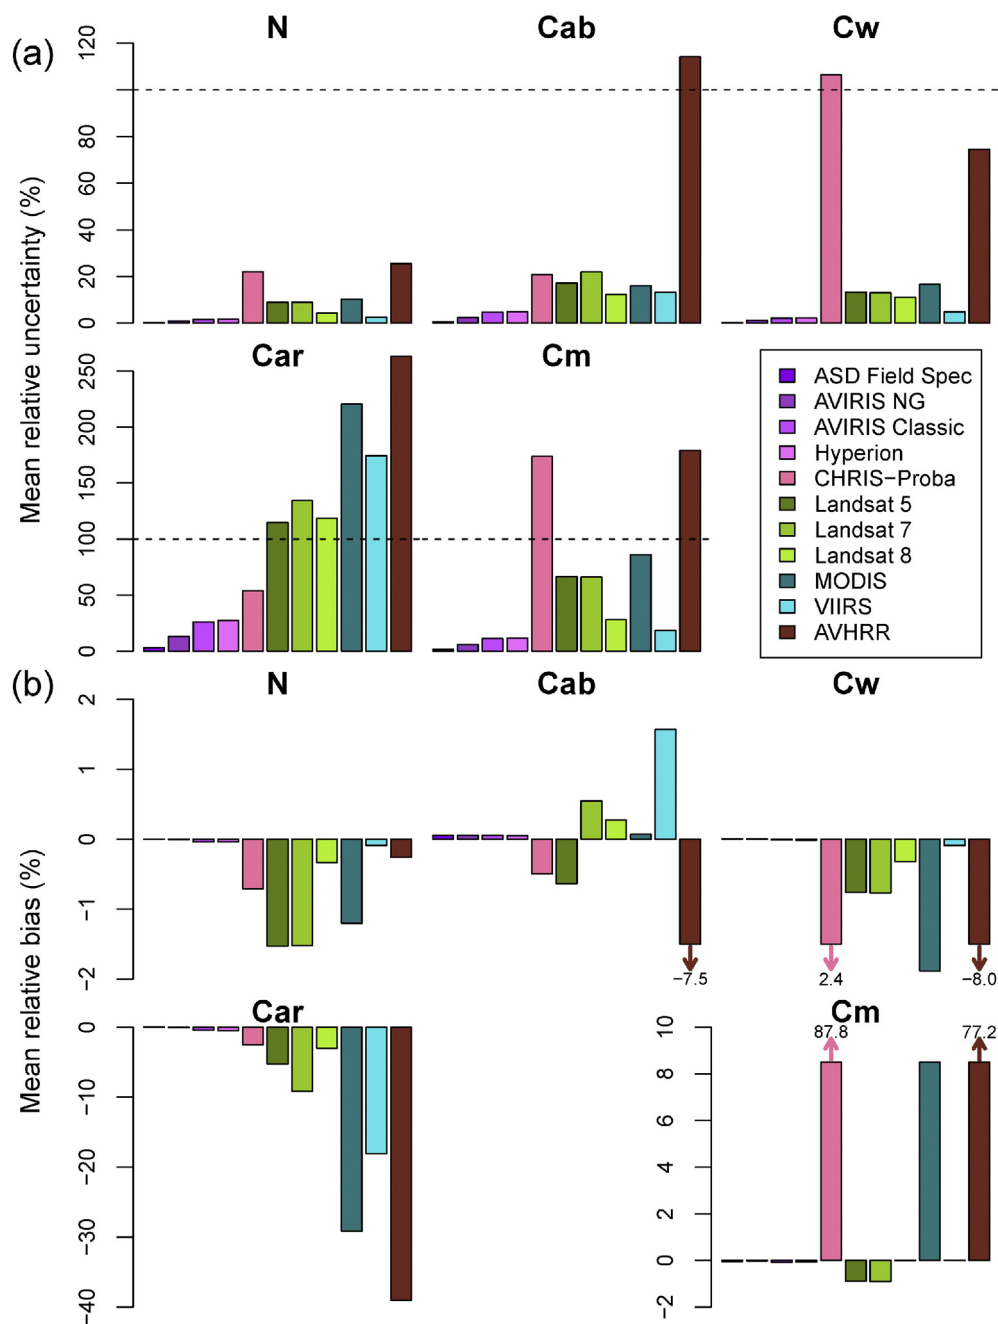 (a)
N
Cab
Cw
Mean relative uncertainty (%)
120
100
80
60
40
20
0
Car
Cm
250
200
150
100
50
0
ASD Field Spec
AVIRIS NG
AVIRIS Classic
Hyperion
CHRIS−Proba
Landsat 5
Landsat 7
Landsat 8
MODIS
VIIRS
AVHRR
(b)
N
Cab
Cw
Mean relative bias (%)
2
1
0
−1
−2
−7.5
2.4
−8.0
Car
Cm
0
−10
−20
−30
−40
87.8
77.2
10
8
6
4
2
0
−2